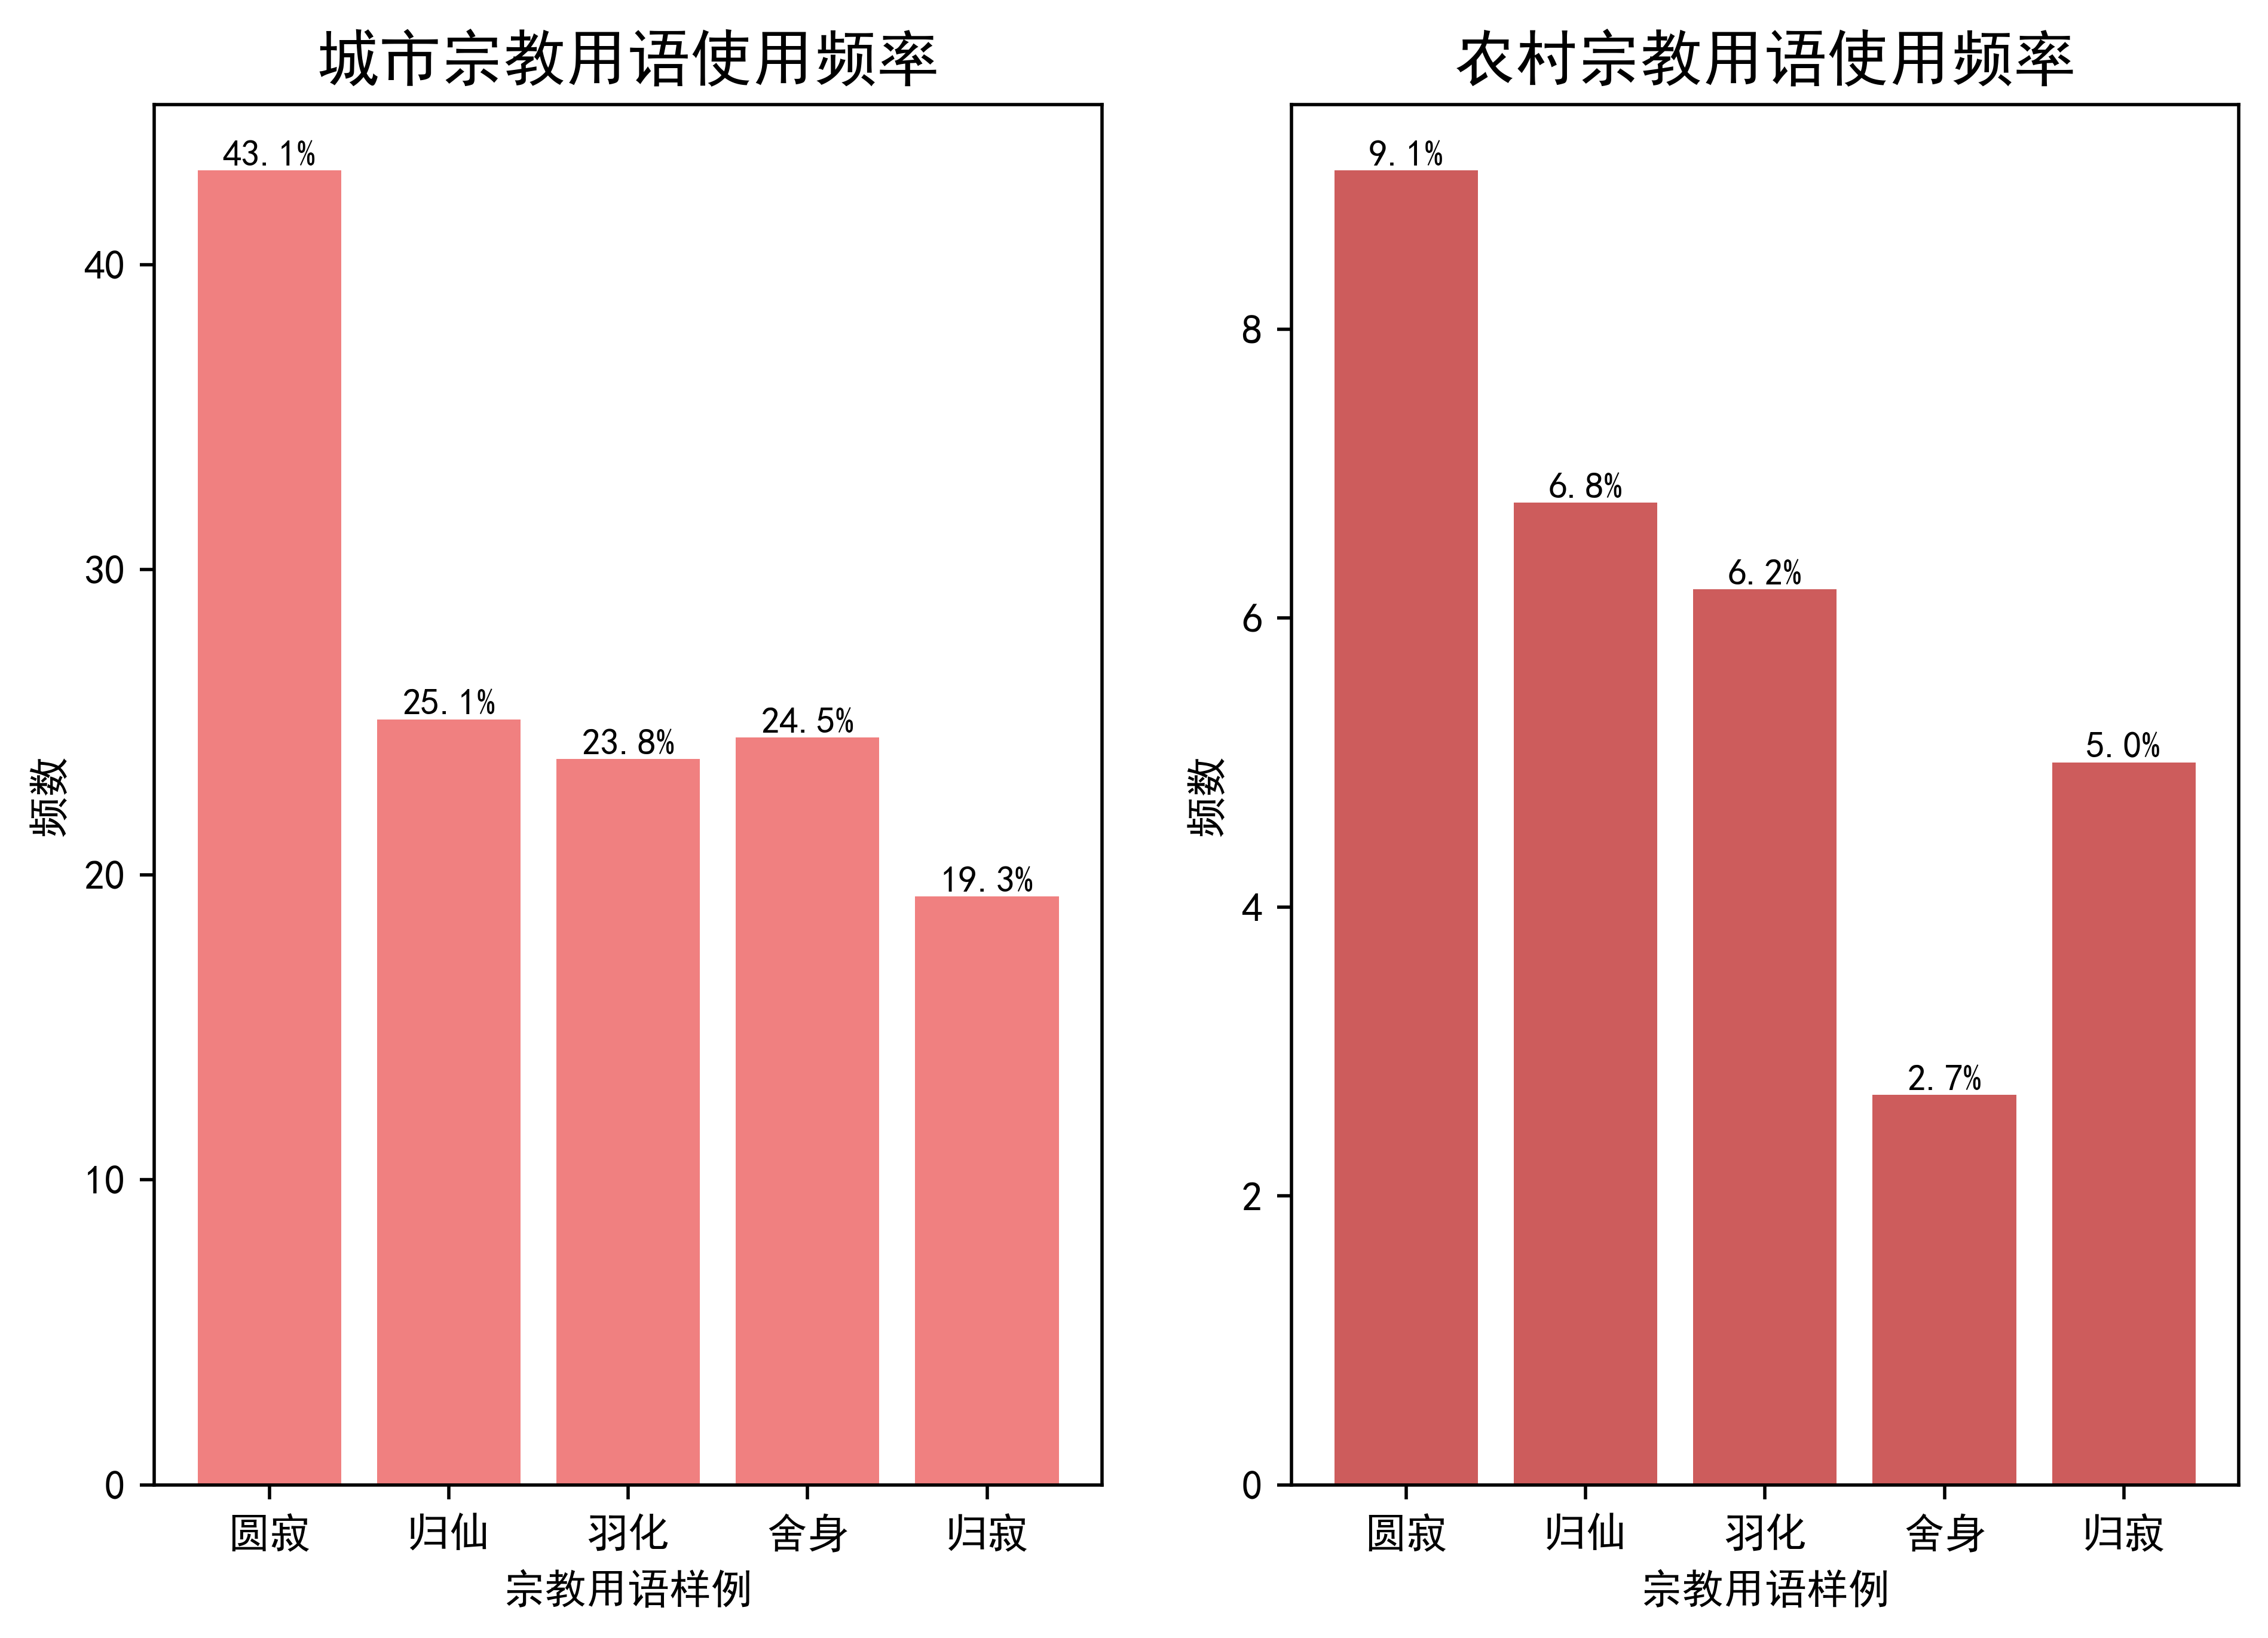 城市宗教用语使用频率
43.1%
25.1%
23.8%
24.5%
19.3%
40
30
20
10
0
频数
圆寂
归仙
羽化
舍身
归寂
宗教用语样例
农村宗教用语使用频率
9.1%
6.8%
6.2%
2.7%
5.0%
8
6
4
2
0
频数
圆寂
归仙
羽化
舍身
归寂
宗教用语样例